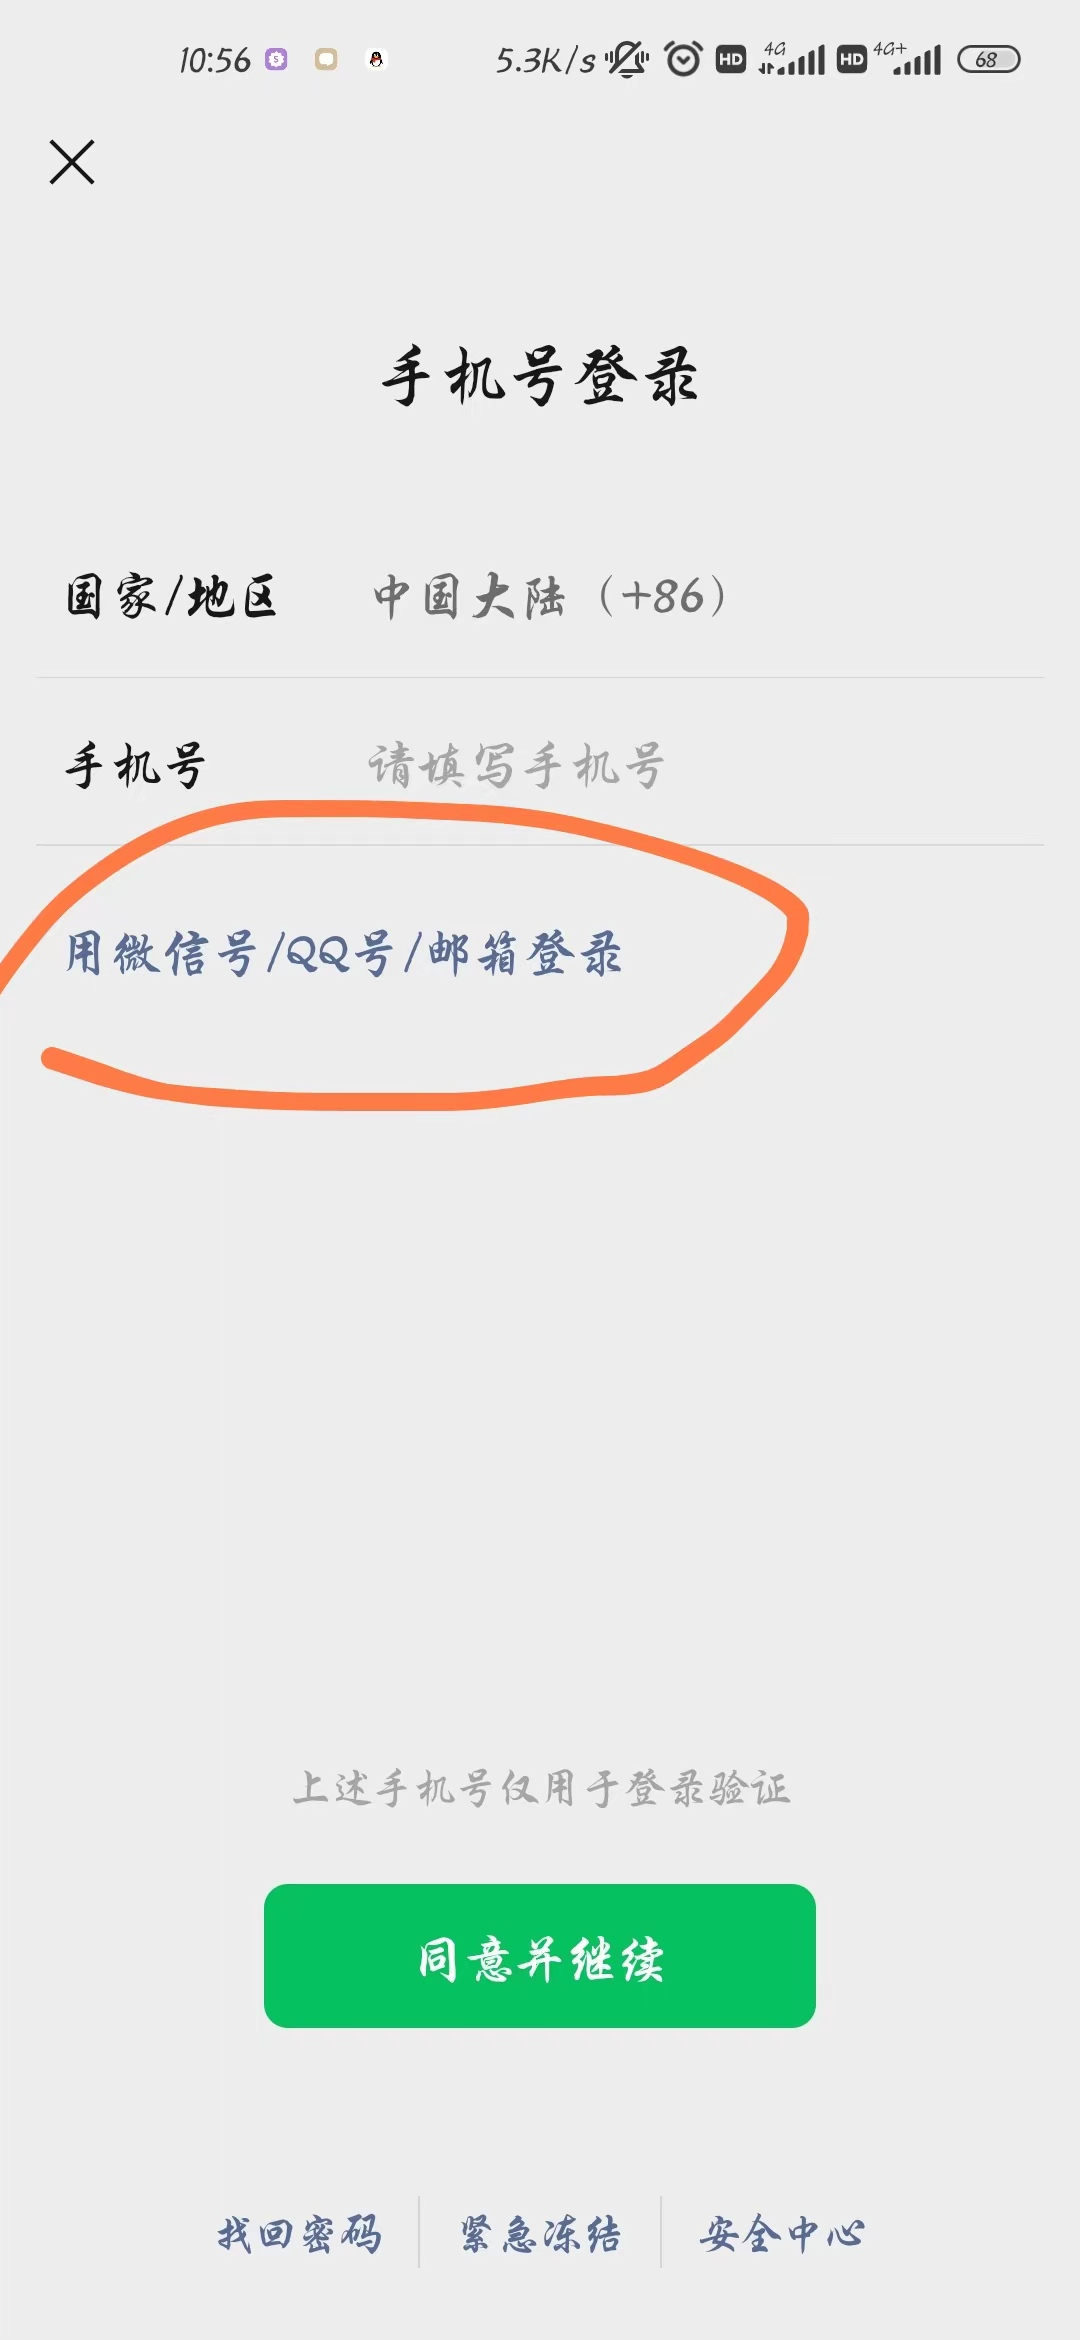 10:56 5.3K/s HD 4G HD 4G+ 68
手机号登录
国家/地区 中国大陆（+86）
手机号 请填写手机号
用微信号/QQ号/邮箱登录
上述手机号仅用于登录验证
同意并继续
找回密码 紧急冻结 安全中心